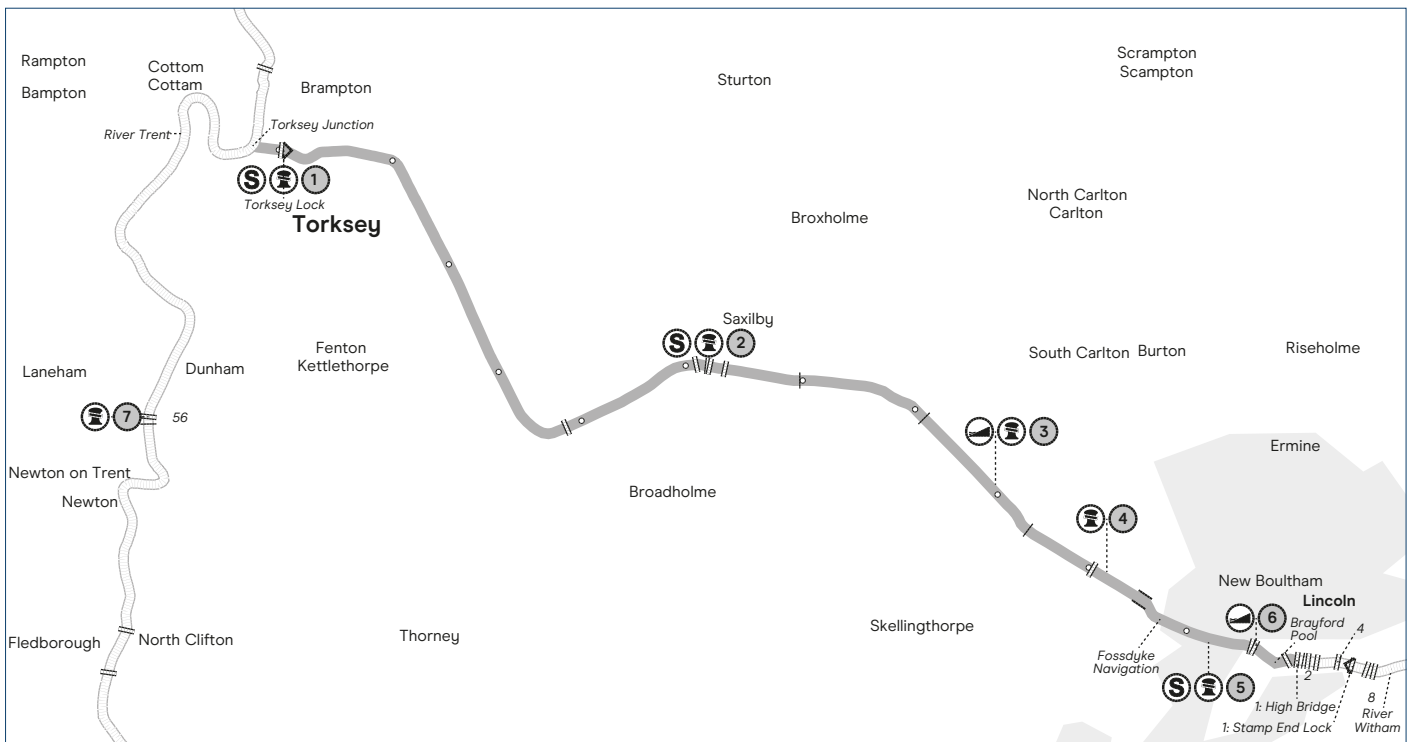 Rampton
Bampton
Cottom
Cottam
Brampton
Sturton
Scrampton
Scampton
River Trent
Torksey Junction
S
1
Torksey Lock
Torksey
North Carlton
Carlton
Broxholme
Saxilby
S
2
Fenton
Kettlethorpe
Laneham
Dunham
South Carlton
Burton
Riseholme
7
56
3
Ermine
Newton on Trent
Newton
Broadholme
4
New Boultham
Lincoln
6
Brayford
Pool
4
Fledborough
North Clifton
Thorney
Skellingthorpe
Fossdyke
Navigation
S
5
2
1: High Bridge
1: Stamp End Lock
8
River
Witham